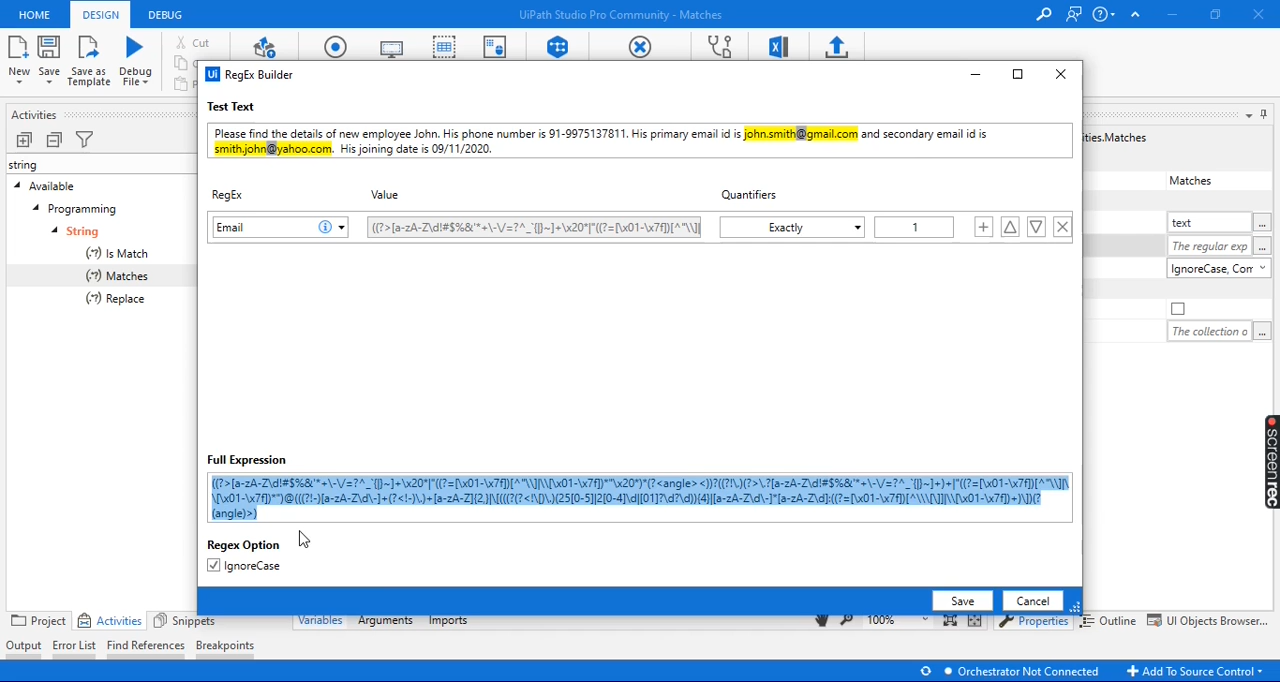 HOME DESIGN DEBUG UiPath Studio Pro Community - Matches
New Save Save as Template Debug File Cut
Ui RegEx Builder
Test Text
Activities
ties.Matches
Please find the details of new employee John. His phone number is 91-9975137811. His primary email id is john.smith@gmail.com and secondary email id is
smith.john@yahoo.com. His joining date is 09/11/2020.
string
Available
Programming
String
Is Match
Matches
Replace
RegEx Value Quantifiers
Email Exactly 1
Matches
text ...
The regular exp ...
IgnoreCase, Com
The collection o ...
Full Expression
Regex Option
IgnoreCase
Save Cancel
Project Activities Snippets Variables Arguments Imports 100% Properties Outline UI Objects Browser...
Output Error List Find References Breakpoints
Orchestrator Not Connected Add To Source Control
screenrec